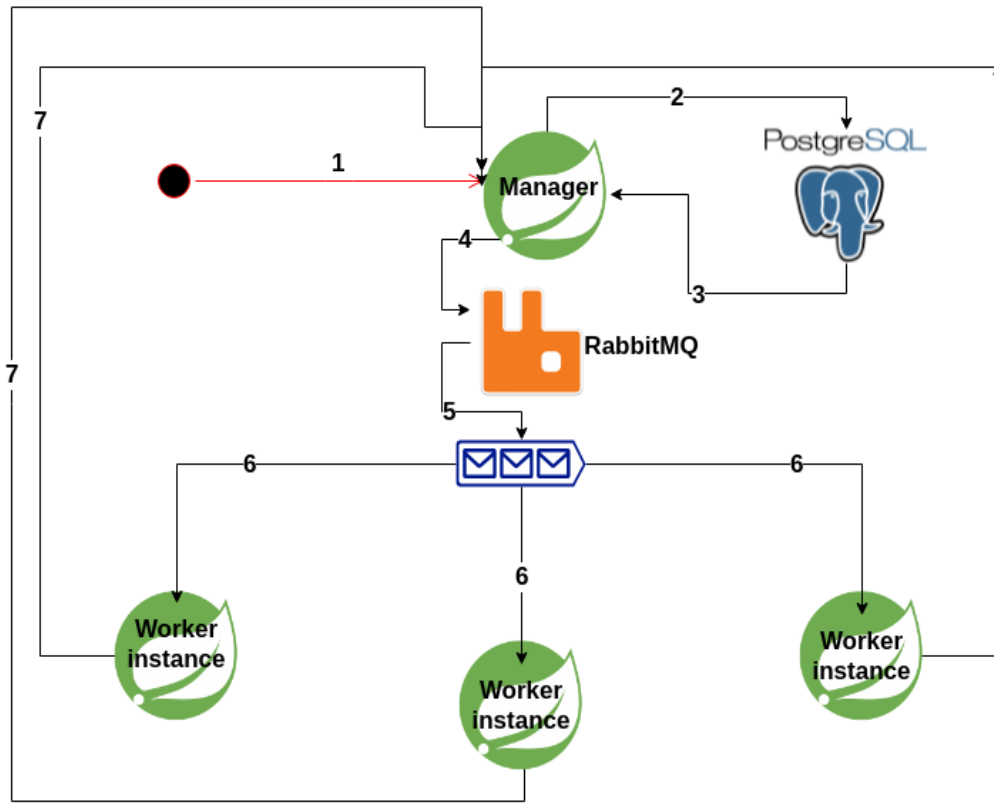 7
1
2
PostgreSQL
Manager
4
3
RabbitMQ
7
5
6
6
6
Worker
instance
Worker
instance
Worker
instance